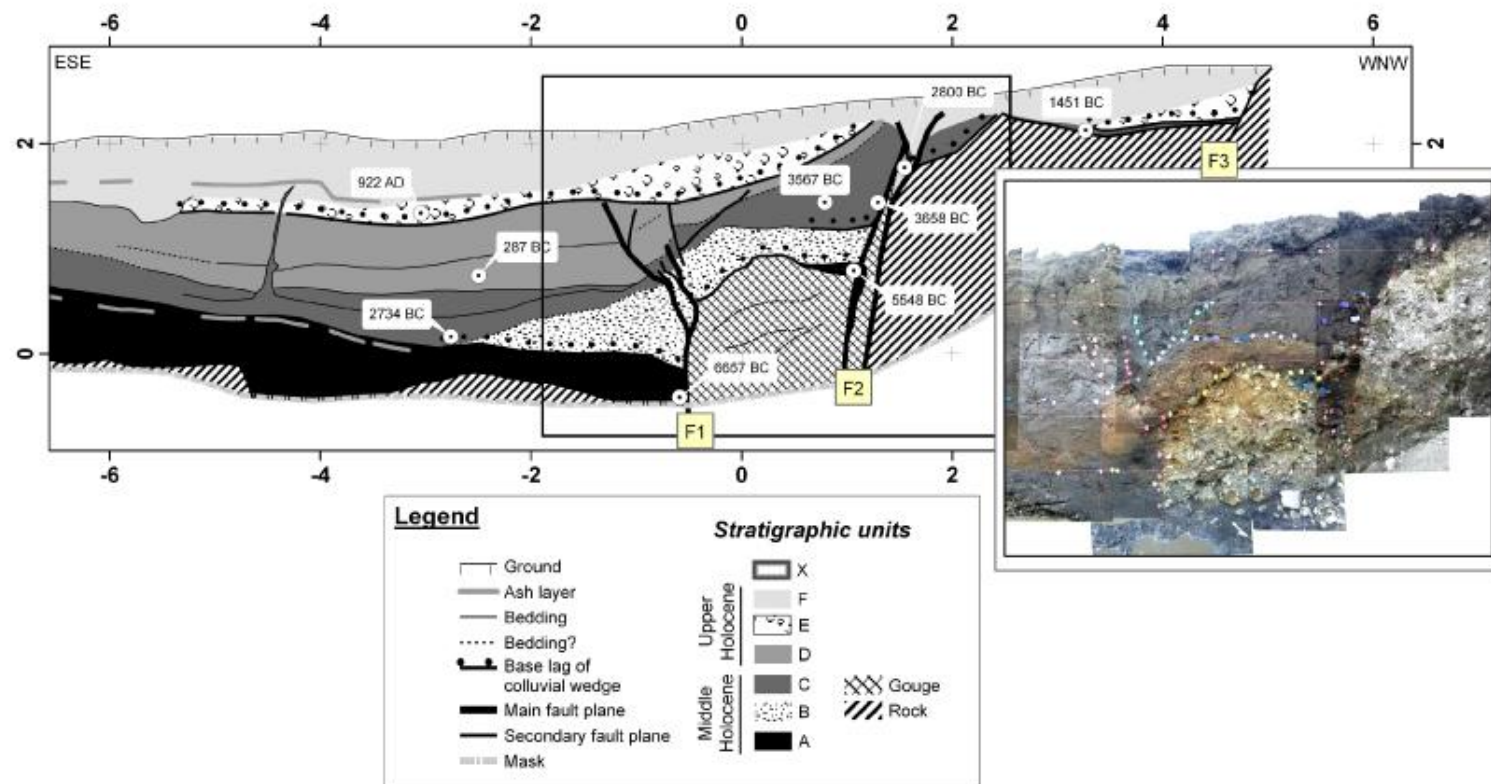 -6 -4 -2 0 2 4 6
ESE
WNW
2800 BC
1451 BC
2
2
922 AD
3567 BC
F3
3658 BC
287 BC
5548 BC
2734 BC
0
6657 BC
F2
F1
-6 -4 -2 0 2
Legend
Ground
Ash layer
Bedding
Bedding?
Base lag of
colluvial wedge
Main fault plane
Secondary fault plane
Mask
Stratigraphic units
X
Upper
Holocene
F
E
D
Middle
Holocene
C
B
A
Gouge
Rock